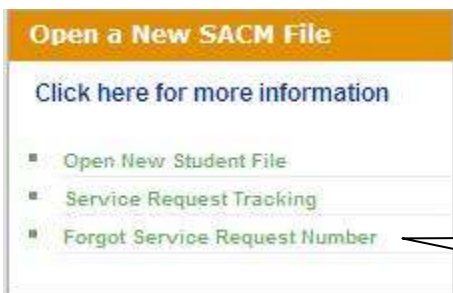 Open a New SACM File
Click here for more information
Open New Student File
Service Request Tracking
Forgot Service Request Number